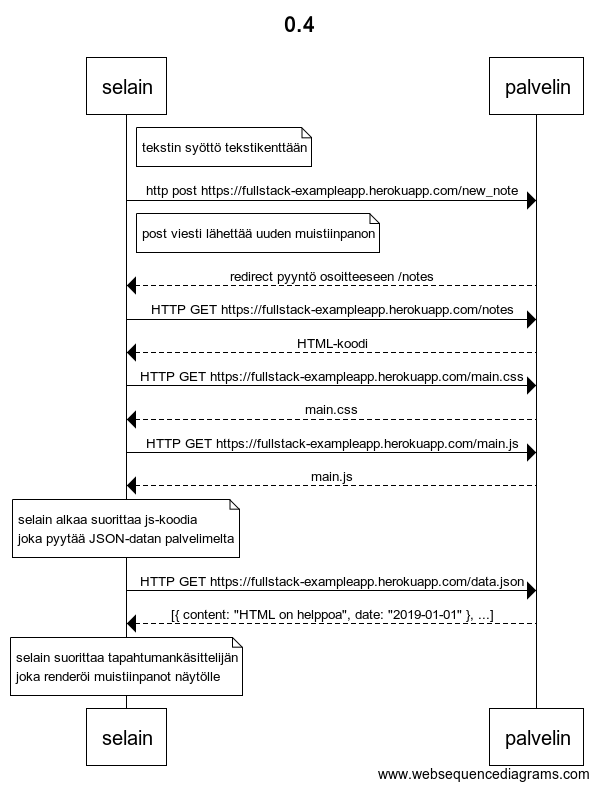 0.4
selain
palvelin
tekstin syöttö tekstikenttään
http post https://fullstack-exampleapp.herokuapp.com/new_note
post viesti lähettää uuden muistiinpanon
redirect pyyntö osoitteeseen /notes
HTTP GET https://fullstack-exampleapp.herokuapp.com/notes
HTML-koodi
HTTP GET https://fullstack-exampleapp.herokuapp.com/main.css
main.css
HTTP GET https://fullstack-exampleapp.herokuapp.com/main.js
main.js
selain alkaa suorittaa js-koodia
joka pyytää JSON-datan palvelimelta
HTTP GET https://fullstack-exampleapp.herokuapp.com/data.json
[{ content: "HTML on helppoa", date: "2019-01-01" }, ...]
selain suorittaa tapahtumankäsittelijän
joka renderöi muistiinpanot näytölle
selain
palvelin
www.websequencediagrams.com